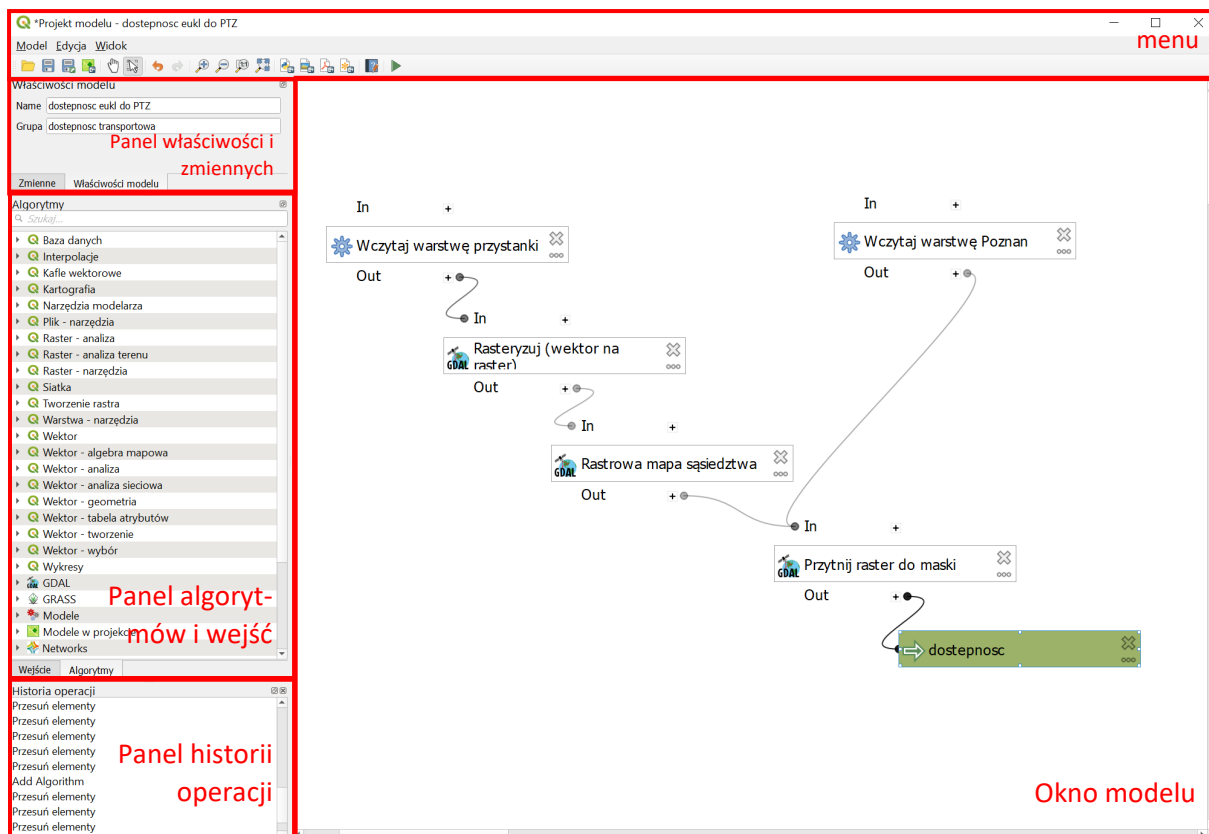 *Projekt modelu - dostepnosc eukl do PTZ
Model Edycja Widok
menu
Właściwości modelu
Name dostepnosc eukl do PTZ
Grupa dostepnosc transportowa
Panel właściwości i
zmiennych
Zmienne Właściwości modelu
Algorytmy
Szukaj...
Baza danych
Interpolacje
Kafle wektorowe
Kartografia
Narzędzia modelarza
Plik - narzędzia
Raster - analiza
Raster - analiza terenu
Raster - narzędzia
Siatka
Tworzenie rastra
Warstwa - narzędzia
Wektor
Wektor - algebra mapowa
Wektor - analiza
Wektor - analiza sieciowa
Wektor - geometria
Wektor - tabela atrybutów
Wektor - tworzenie
Wektor - wybór
Wykresy
GDAL
GRASS
Modele
Modele w projekcie
Networks
Panel algoryt-
mów i wejść
Wejście Algorytmy
Historia operacji
Przesuń elementy
Przesuń elementy
Przesuń elementy
Przesuń elementy
Przesuń elementy
Add Algorithm
Przesuń elementy
Przesuń elementy
Przesuń elementy
Panel historii
operacji
In +
Wczytaj warstwę przystanki
Out +
In +
Wczytaj warstwę Poznan
Out +
In +
GDAL Rasteryzuj (wektor na
raster)
Out +
In +
GDAL Rastrowa mapa sąsiedztwa
Out +
In +
GDAL Przytnij raster do maski
Out +
dostepnosc
Okno modelu